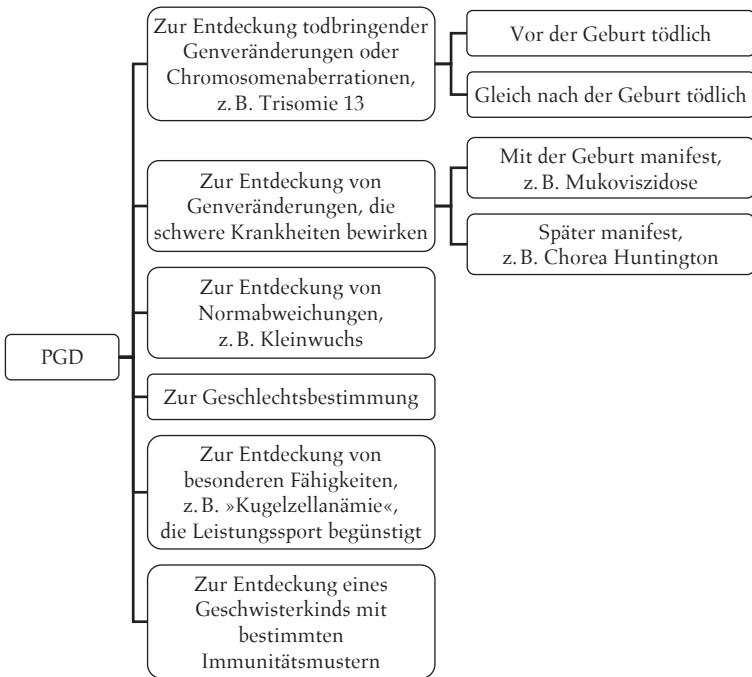 Zur Entdeckung todbringender
Genveränderungen oder
Chromosomenaberrationen,
z. B. Trisomie 13
Vor der Geburt tödlich
Gleich nach der Geburt tödlich
Zur Entdeckung von
Genveränderungen, die
schwere Krankheiten bewirken
Mit der Geburt manifest,
z. B. Mukoviszidose
Später manifest,
z. B. Chorea Huntington
Zur Entdeckung von
Normabweichungen,
z. B. Kleinwuchs
PGD
Zur Geschlechtsbestimmung
Zur Entdeckung von
besonderen Fähigkeiten,
z. B. »Kugelzellanämie«,
die Leistungssport begünstigt
Zur Entdeckung eines
Geschwisterkinds mit
bestimmten
Immunitätsmustern